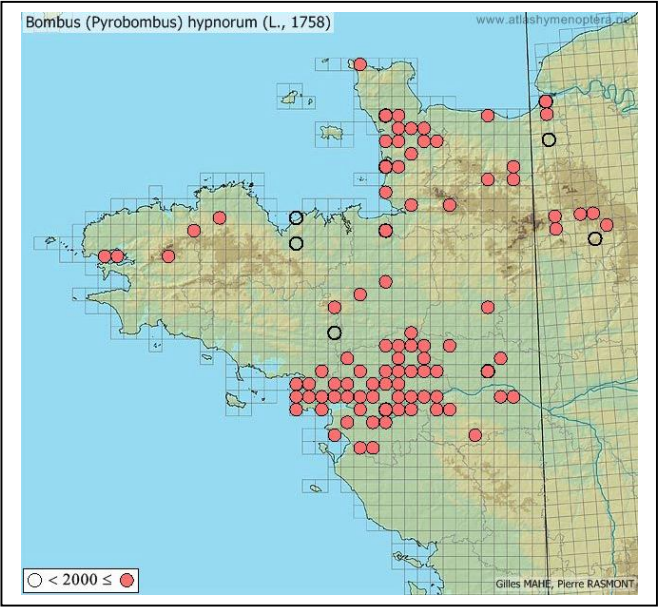 Bombus (Pyrobombus) hypnorum (L., 1758)
www.atlashymenoptera.net
< 2000 ≤
Gilles MAHE, Pierre RASMONT